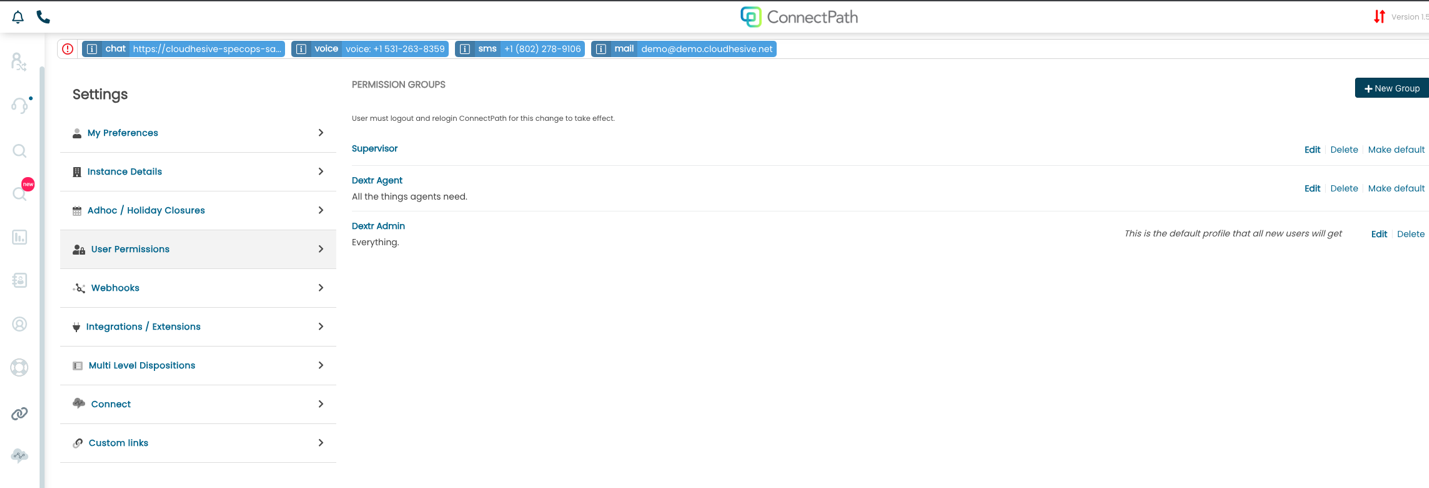 ConnectPath
Version 1.5
chat https://cloudhesive-specops-sa... voice voice: +1 531-263-8359 sms +1 (802) 278-9106 mail demo@demo.cloudhesive.net
Settings
My Preferences
Instance Details
Adhoc / Holiday Closures
User Permissions
Webhooks
Integrations / Extensions
Multi Level Dispositions
Connect
Custom links
new
PERMISSION GROUPS
+ New Group
User must logout and relogin ConnectPath for this change to take effect.
Supervisor
Edit Delete Make default
Dextr Agent
All the things agents need.
Edit Delete Make default
Dextr Admin
Everything.
This is the default profile that all new users will get
Edit Delete